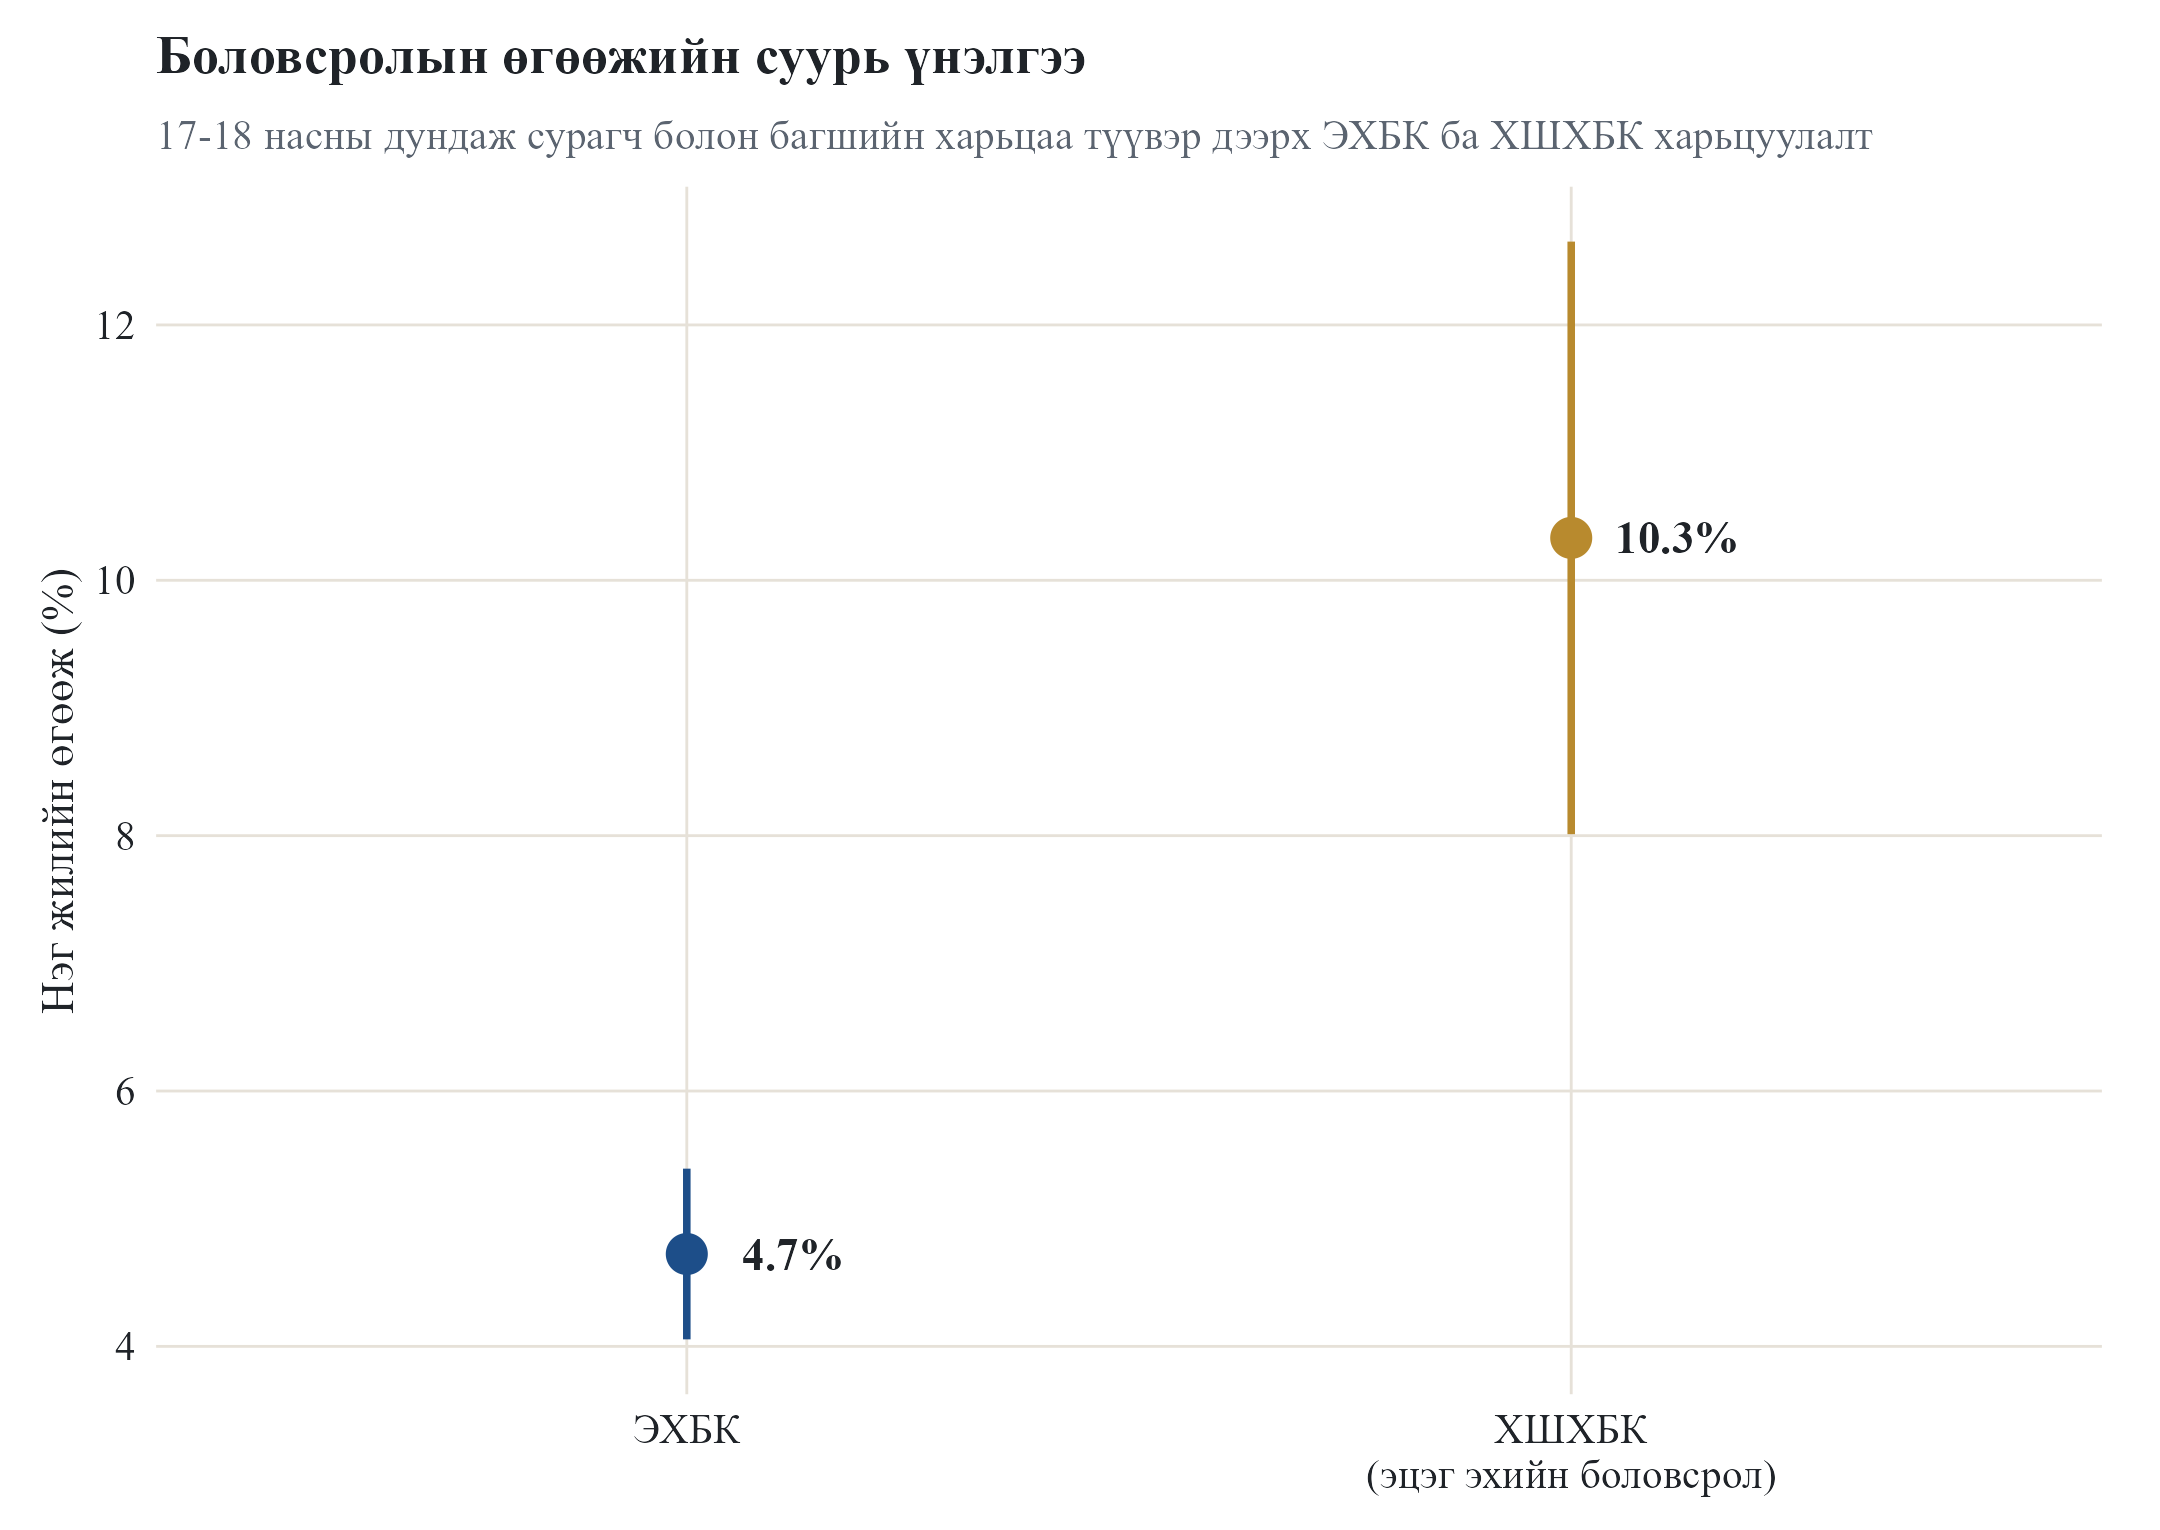 Боловсролын өгөөжийн суурь үнэлгээ
17-18 насны дундаж сурагч болон багшийн харьцаа түүвэр дээрх ЭХБК ба ХШХБК харьцуулалт
Нэг жилийн өгөөж (%)
12
10
8
6
4
10.3%
4.7%
ЭХБК
ХШХБК
(эцэг эхийн боловсрол)